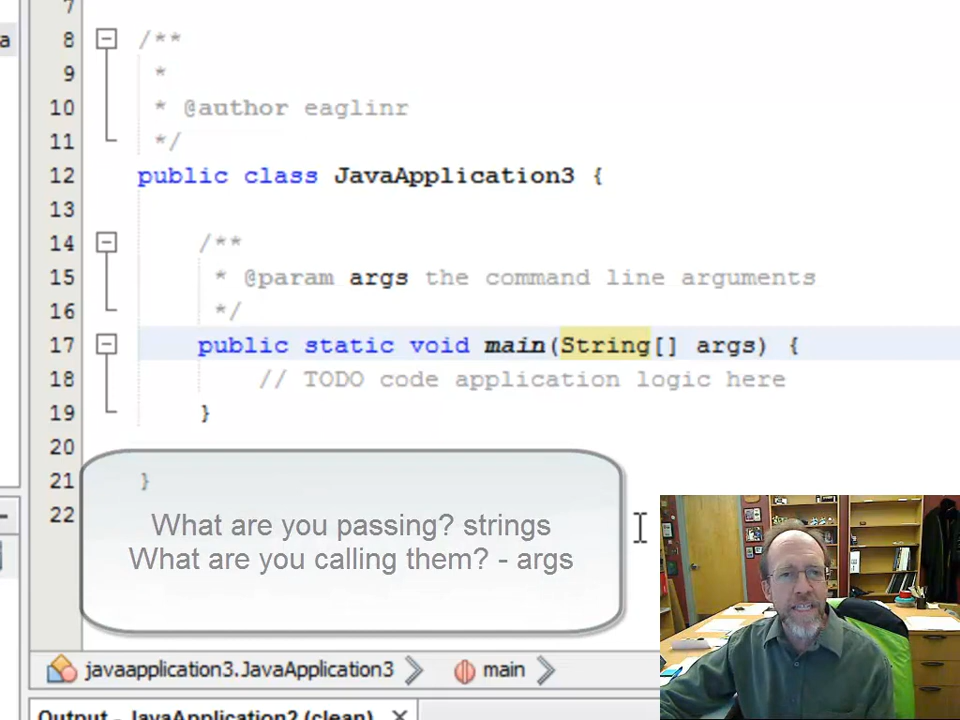 7
a
8 /**
9 *
10 * @author eaglinr
11 */
12 public class JavaApplication3 {
13
14 /**
15 * @param args the command line arguments
16 */
17 public static void main(String[] args) {
18 // TODO code application logic here
19 }
20
21 }
22
What are you passing? strings
What are you calling them? - args
javaapplication3.JavaApplication3 main
Output - JavaApplication2 (clean)